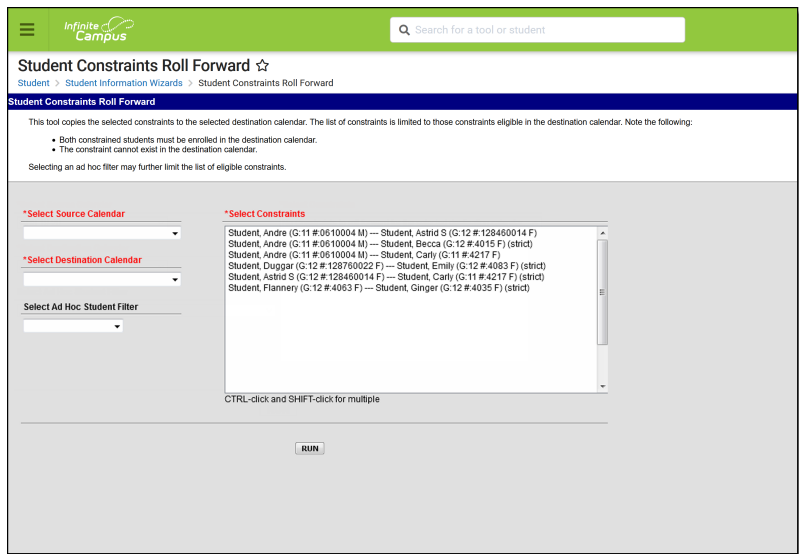 Infinite
Campus
Search for a tool or student
Student Constraints Roll Forward ☆
Student > Student Information Wizards > Student Constraints Roll Forward
Student Constraints Roll Forward
This tool copies the selected constraints to the selected destination calendar. The list of constraints is limited to those constraints eligible in the destination calendar. Note the following:
• Both constrained students must be enrolled in the destination calendar.
• The constraint cannot exist in the destination calendar.
Selecting an ad hoc filter may further limit the list of eligible constraints.
*Select Source Calendar
*Select Destination Calendar
Select Ad Hoc Student Filter
*Select Constraints
Student, Andre (G:11 #:0610004 M) --- Student, Astrid S (G:12 #:128460014 F)
Student, Andre (G:11 #:0610004 M) --- Student, Becca (G:12 #:4015 F) (strict)
Student, Andre (G:11 #:0610004 M) --- Student, Carly (G:11 #:4217 F)
Student, Duggar (G:12 #:128760022 F) --- Student, Emily (G:12 #:4083 F) (strict)
Student, Astrid S (G:12 #:128460014 F) --- Student, Carly (G:11 #:4217 F) (strict)
Student, Flannery (G:12 #:4063 F) --- Student, Ginger (G:12 #:4035 F) (strict)
CTRL-click and SHIFT-click for multiple
RUN